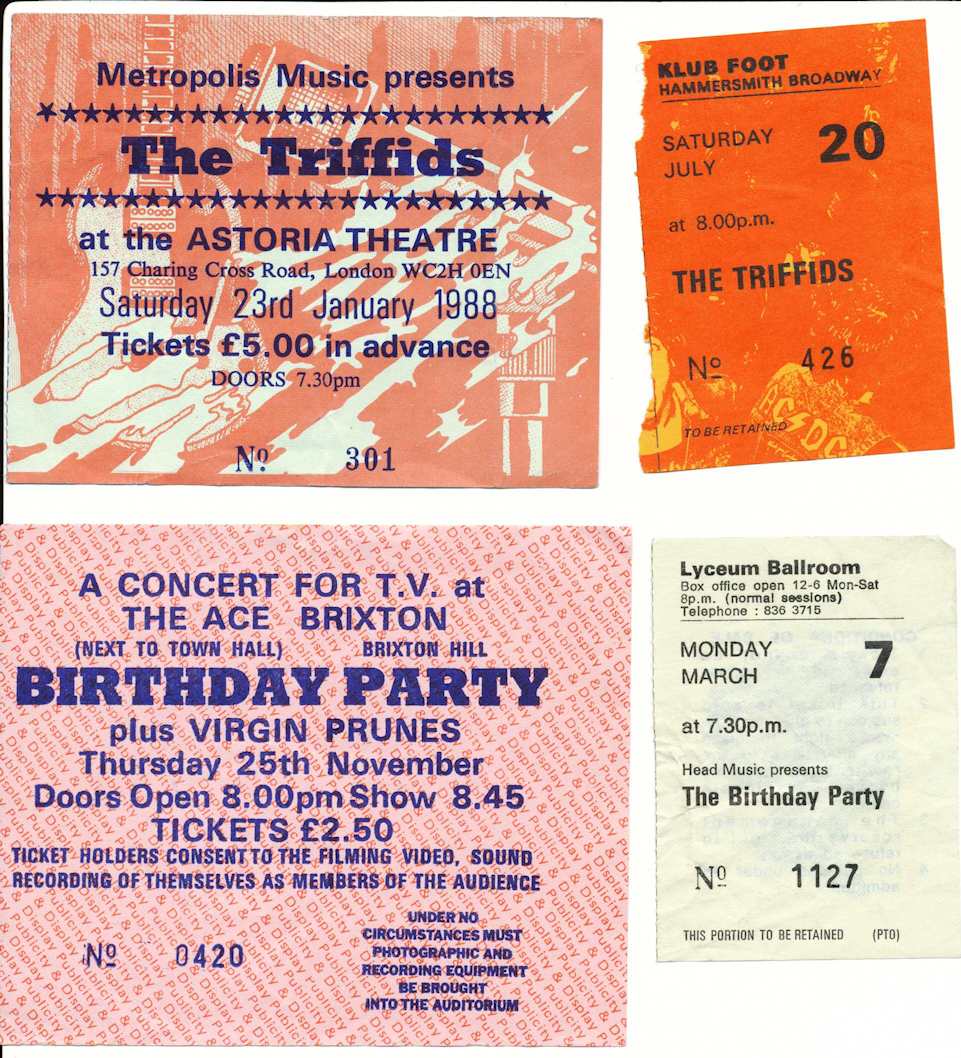 Metropolis Music presents
The Triffids
at the ASTORIA THEATRE
157 Charing Cross Road, London WC2H 0EN
Saturday 23rd January 1988
Tickets £5.00 in advance
DOORS 7.30pm
Nº 301
KLUB FOOT
HAMMERSMITH BROADWAY
SATURDAY 20
JULY
at 8.00p.m.
THE TRIFFIDS
Nº 426
TO BE RETAINED
A CONCERT FOR T.V. at
THE ACE BRIXTON
(NEXT TO TOWN HALL) BRIXTON HILL
BIRTHDAY PARTY
plus VIRGIN PRUNES
Thursday 25th November
Doors Open 8.00pm Show 8.45
TICKETS £2.50
TICKET HOLDERS CONSENT TO THE FILMING VIDEO, SOUND
RECORDING OF THEMSELVES AS MEMBERS OF THE AUDIENCE
Nº 0420
UNDER NO
CIRCUMSTANCES MUST
PHOTOGRAPHIC AND
RECORDING EQUIPMENT
BE BROUGHT
INTO THE AUDITORIUM
Display & Publicity
Lyceum Ballroom
Box office open 12-6 Mon-Sat
8p.m. (normal sessions)
Telephone : 836 3715
MONDAY 7
MARCH
at 7.30p.m.
Head Music presents
The Birthday Party
Nº 1127
THIS PORTION TO BE RETAINED (PTO)